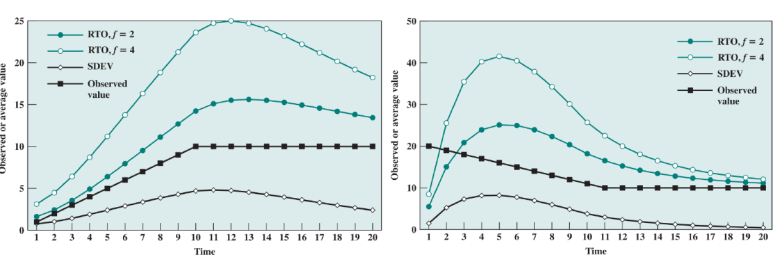 25
20
15
10
5
0
Observed or average value
RTO, f = 2
RTO, f = 4
SDEV
Observed
value
1 2 3 4 5 6 7 8 9 10 11 12 13 14 15 16 17 18 19 20
Time
50
40
30
20
10
0
Observed or average value
RTO, f = 2
RTO, f = 4
SDEV
Observed
value
1 2 3 4 5 6 7 8 9 10 11 12 13 14 15 16 17 18 19 20
Time